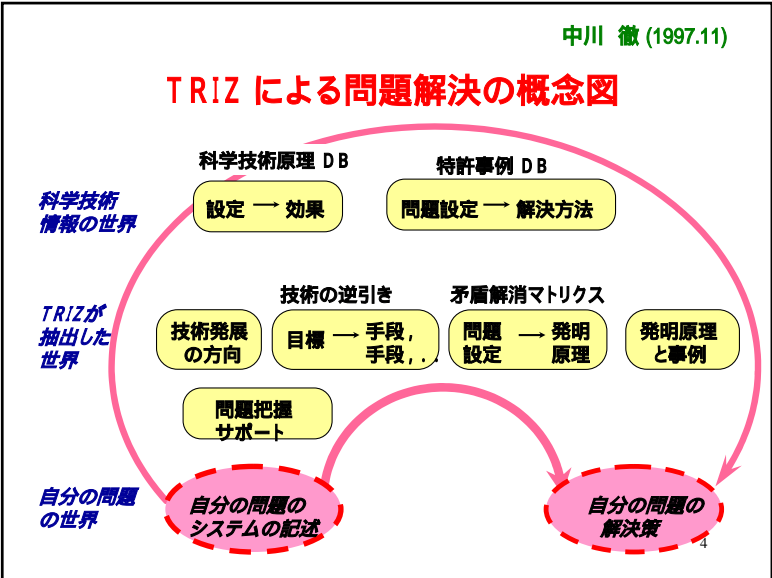 中川 徹 (1997.11)
TRIZ による問題解決の概念図
科学技術原理 DB
特許事例 DB
科学技術
情報の世界
設定 → 効果
問題設定 → 解決方法
技術の逆引き
矛盾解消マトリクス
TRIZが
抽出した
世界
技術発展
の方向
目標 → 手段,
手段,..
問題 → 発明
設定 原理
発明原理
と事例
問題把握
サポート
自分の問題
の世界
自分の問題の
システムの記述
自分の問題の
解決策
4